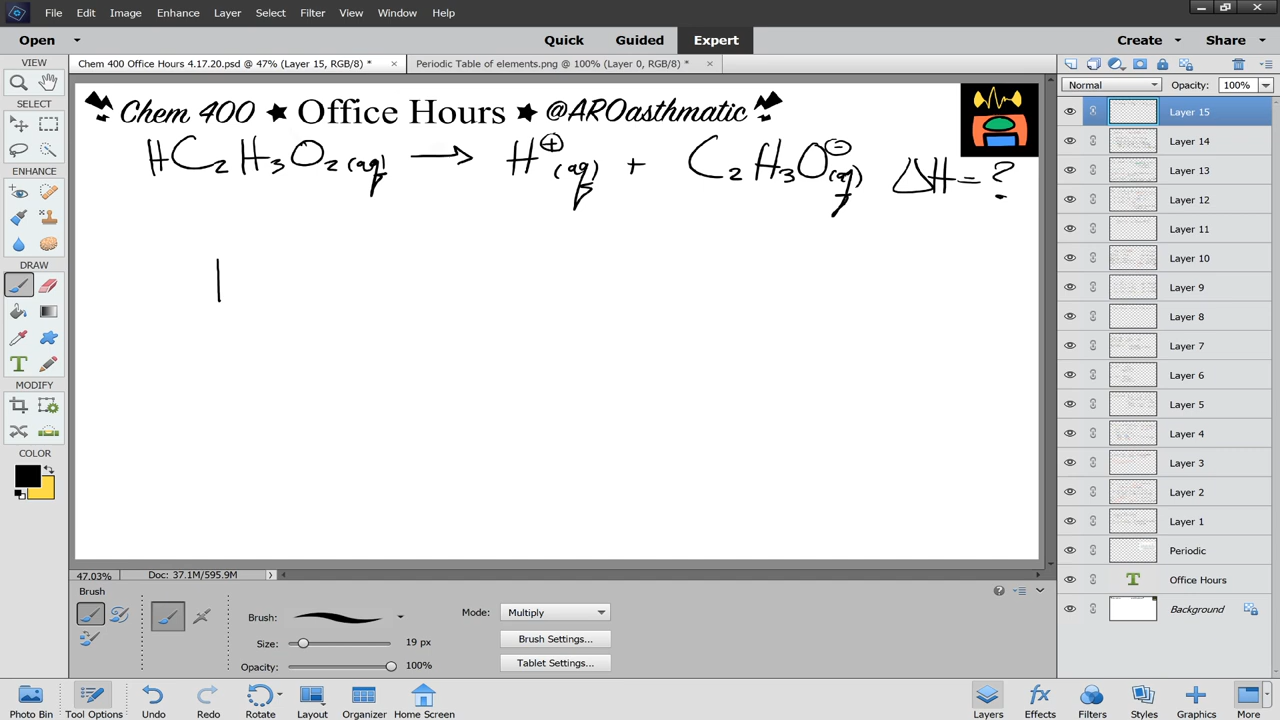 File Edit Image Enhance Layer Select Filter View Window Help
Open Quick Guided Expert Create Share
VIEW
Chem 400 Office Hours 4.17.20.psd @ 47% (Layer 15, RGB/8) * × Periodic Table of elements.png @ 100% (Layer 0, RGB/8) * ×
Normal Opacity: 100%
Chem 400 ★ Office Hours ★ @AROasthmatic
HC₂H₃O₂(aq) ⟶ H⊕(aq) + C₂H₃O⊖(aq) ΔH = ?
SELECT
ENHANCE
DRAW
MODIFY
COLOR
Layer 15
Layer 14
Layer 13
Layer 12
Layer 11
Layer 10
Layer 9
Layer 8
Layer 7
Layer 6
Layer 5
Layer 4
Layer 3
Layer 2
Layer 1
Periodic
T Office Hours
Background
47.03% Doc: 37.1M/595.9M
Brush
Brush:
Size: 19 px
Opacity: 100%
Mode: Multiply
Brush Settings...
Tablet Settings...
Photo Bin Tool Options Undo Redo Rotate Layout Organizer Home Screen Layers Effects Filters Styles Graphics More